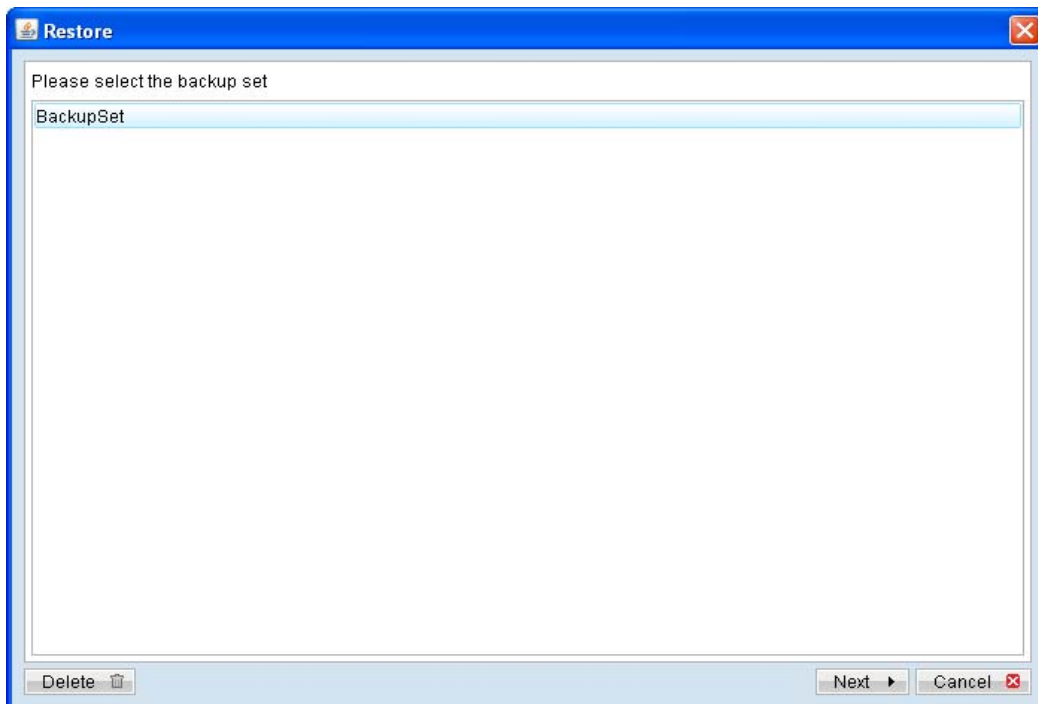 Restore
Please select the backup set
BackupSet
Delete
Next
Cancel